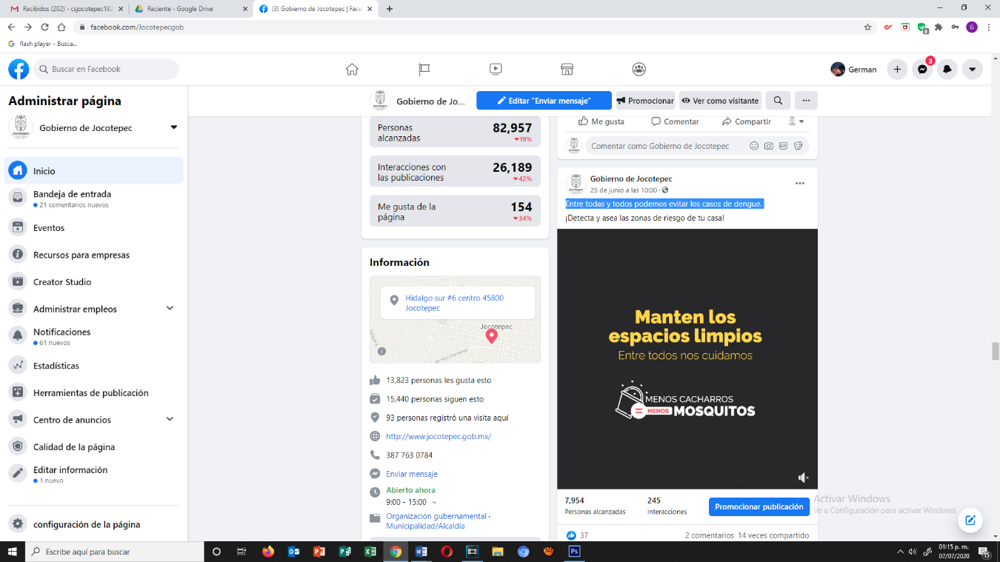 Recibidos (202) - csjocotepec182
Reciente - Google Drive
(3) Gobierno de Jocotepec | Face
facebook.com/Jocotepecgob
flash player - Busca...
Buscar en Facebook
German
3
Administrar página
Gobierno de Jocotepec
Inicio
Bandeja de entrada
21 comentarios nuevos
Eventos
Recursos para empresas
Creator Studio
Administrar empleos
Notificaciones
61 nuevos
Estadísticas
Herramientas de publicación
Centro de anuncios
Calidad de la página
Editar información
1 nuevo
configuración de la página
Gobierno de Jo...
Editar "Enviar mensaje"
Promocionar
Ver como visitante
Personas alcanzadas
82,957
19%
Interacciones con las publicaciones
26,189
42%
Me gusta de la página
154
34%
Información
Hidalgo sur #6 centro 45800
Jocotepec
Jocotepec
Guerrero Poniente
13,823 personas les gusta esto
15,440 personas siguen esto
93 personas registró una visita aquí
http://www.jocotepec.gob.mx/
387 763 0784
Enviar mensaje
Abierto ahora
9:00 - 15:00
Organización gubernamental ·
Municipalidad/Alcaldía
Me gusta
Comentar
Compartir
Comentar como Gobierno de Jocotepec
Gobierno de Jocotepec
25 de junio a las 10:00 ·
Entre todas y todos podemos evitar los casos de dengue.
¡Detecta y asea las zonas de riesgo de tu casa!
Manten los
espacios limpios
Entre todos nos cuidamos
MENOS CACHARROS
= MENOS MOSQUITOS
7,954
Personas alcanzadas
245
Interacciones
Promocionar publicación
37
2 comentarios 14 veces compartido
Activar Windows
Ve a Configuración para activar Windows.
Escribe aquí para buscar
01:15 p. m.
07/07/2020
15